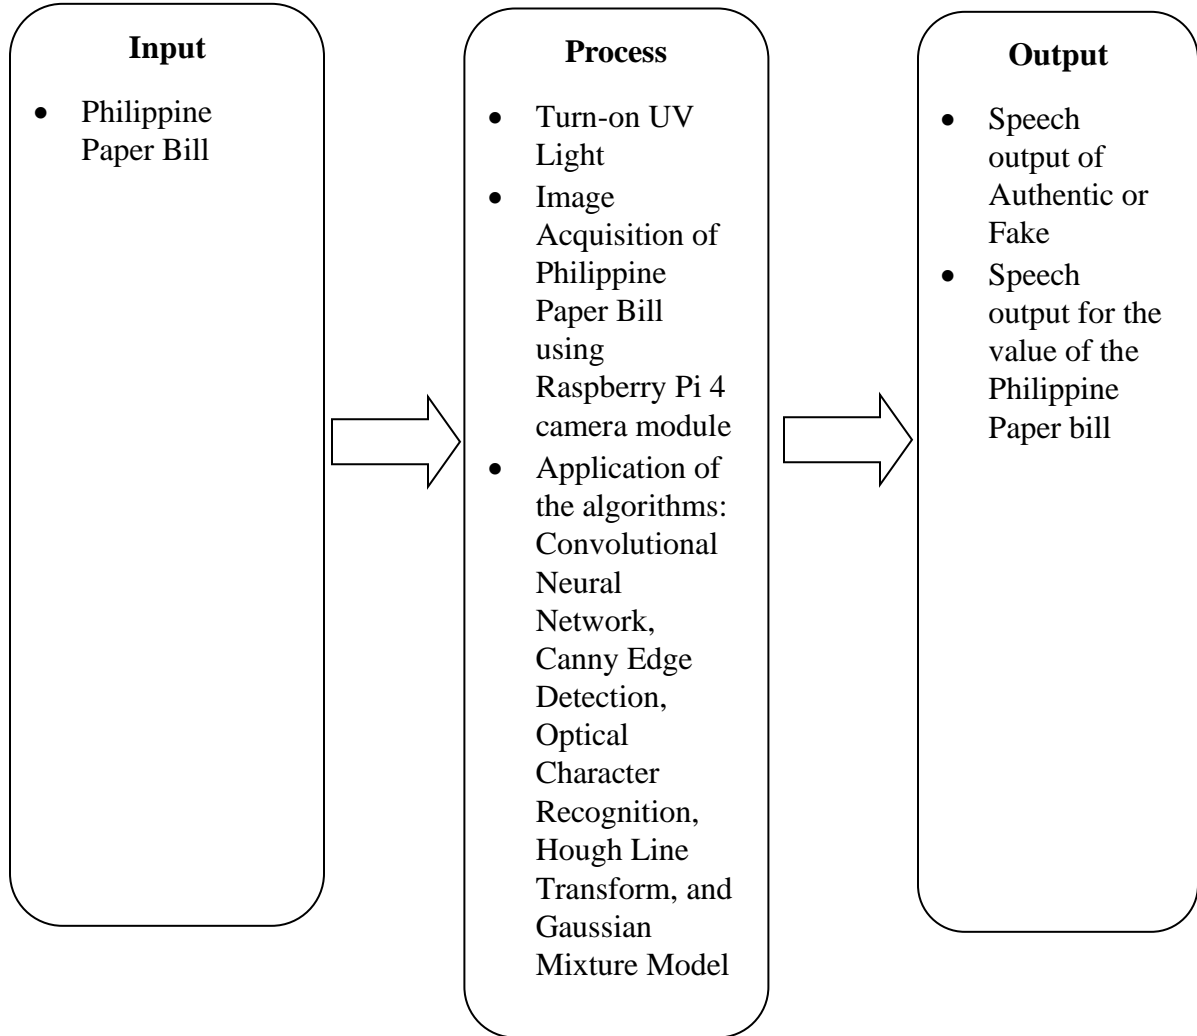 Input
• Philippine
Paper Bill
Process
• Turn-on UV
Light
• Image
Acquisition of
Philippine
Paper Bill
using
Raspberry Pi 4
camera module
• Application of
the algorithms:
Convolutional
Neural
Network,
Canny Edge
Detection,
Optical
Character
Recognition,
Hough Line
Transform, and
Gaussian
Mixture Model
Output
• Speech
output of
Authentic or
Fake
• Speech
output for the
value of the
Philippine
Paper bill